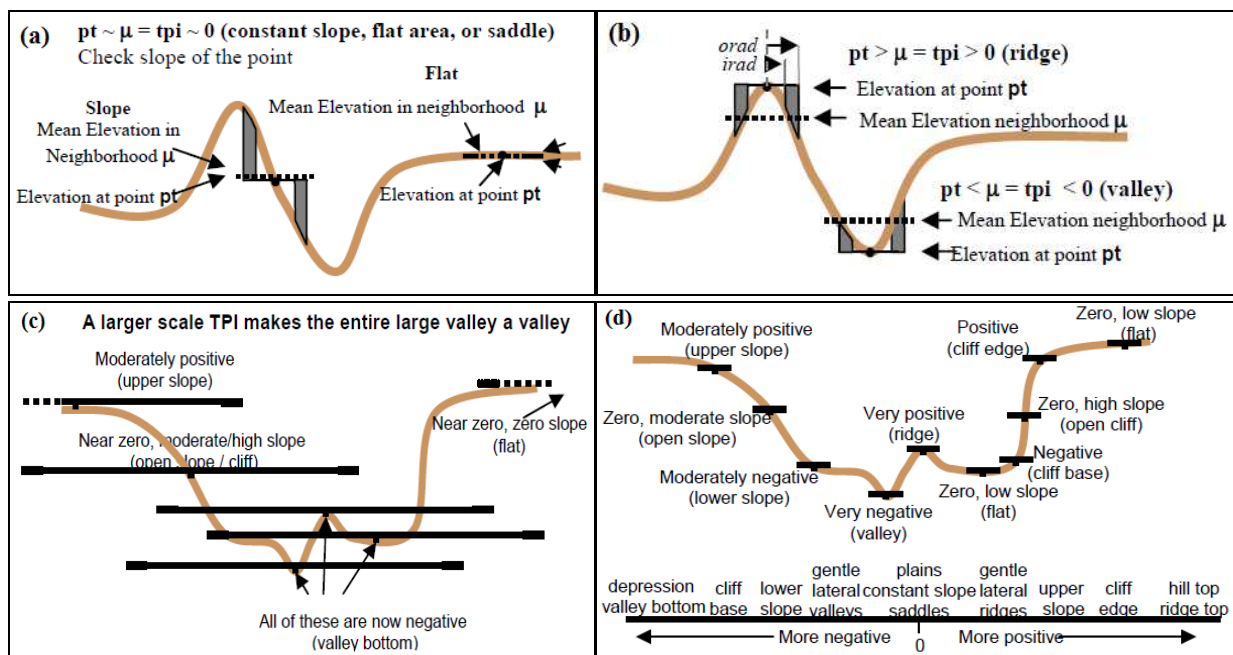 (a)
pt ~ μ = tpi ~ 0 (constant slope, flat area, or saddle)
Check slope of the point
Flat
Slope
Mean Elevation in neighborhood μ
Mean Elevation in
Neighborhood μ
Elevation at point pt
Elevation at point pt
(b)
orad
irad
pt > μ = tpi > 0 (ridge)
Elevation at point pt
Mean Elevation neighborhood μ
pt < μ = tpi < 0 (valley)
Mean Elevation neighborhood μ
Elevation at point pt
(c)
A larger scale TPI makes the entire large valley a valley
Moderately positive
(upper slope)
Near zero, moderate/high slope
(open slope / cliff)
Near zero, zero slope
(flat)
All of these are now negative
(valley bottom)
(d)
Moderately positive
(upper slope)
Positive
(cliff edge)
Zero, low slope
(flat)
Zero, moderate slope
(open slope)
Very positive
(ridge)
Zero, high slope
(open cliff)
Moderately negative
(lower slope)
Negative
(cliff base)
Very negative
(valley)
Zero, low slope
(flat)
depression
valley bottom
cliff
base
lower
slope
gentle
lateral
valleys
plains
constant slope
saddles
gentle
lateral
ridges
upper
slope
cliff
edge
hill top
ridge top
More negative
0
More positive